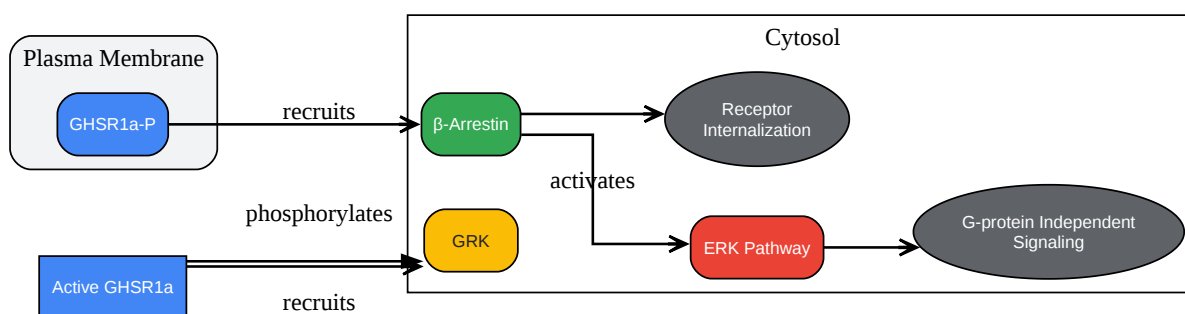 Plasma Membrane
GHSR1a-P
recruits
Cytosol
β-Arrestin
Receptor
Internalization
activates
phosphorylates
GRK
ERK Pathway
G-protein Independent
Signaling
Active GHSR1a
recruits